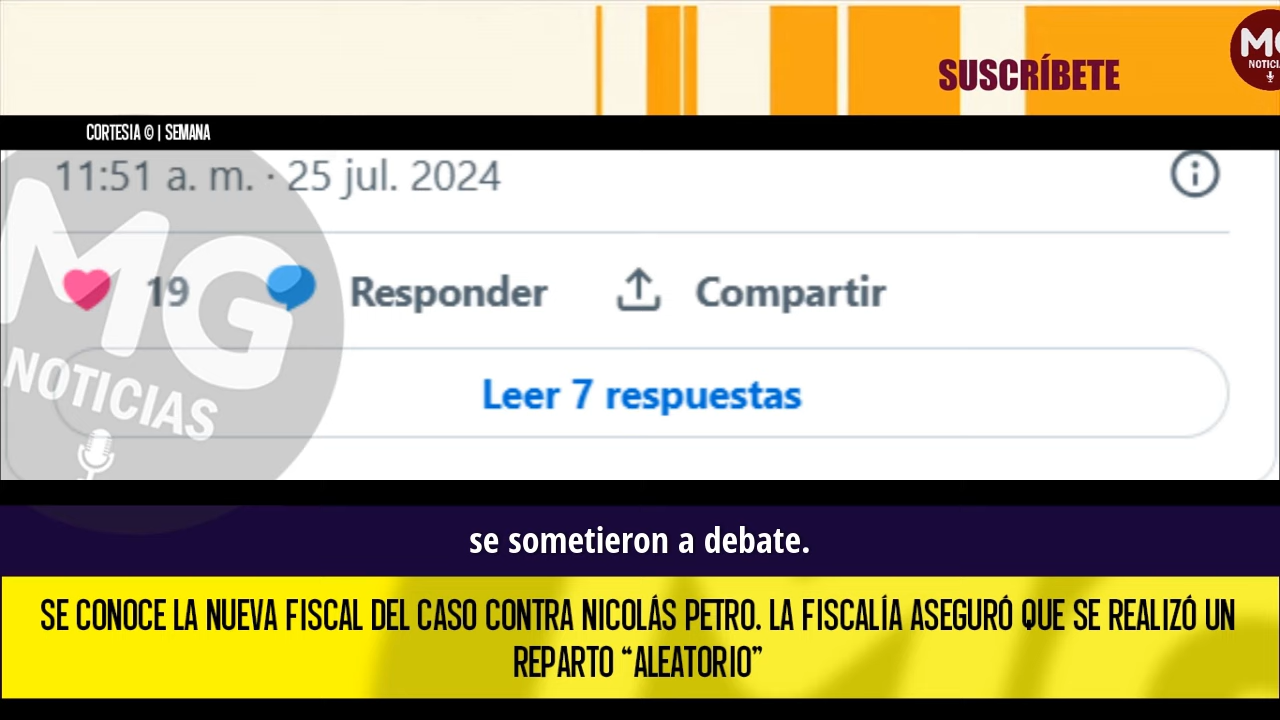 SUSCRÍBETE
MG
NOTICIAS
CORTESIA © | SEMANA
11:51 a. m. · 25 jul. 2024
19 Responder Compartir
Leer 7 respuestas
MG
NOTICIAS
se sometieron a debate.
SE CONOCE LA NUEVA FISCAL DEL CASO CONTRA NICOLÁS PETRO. LA FISCALÍA ASEGURÓ QUE SE REALIZÓ UN
REPARTO “ALEATORIO”